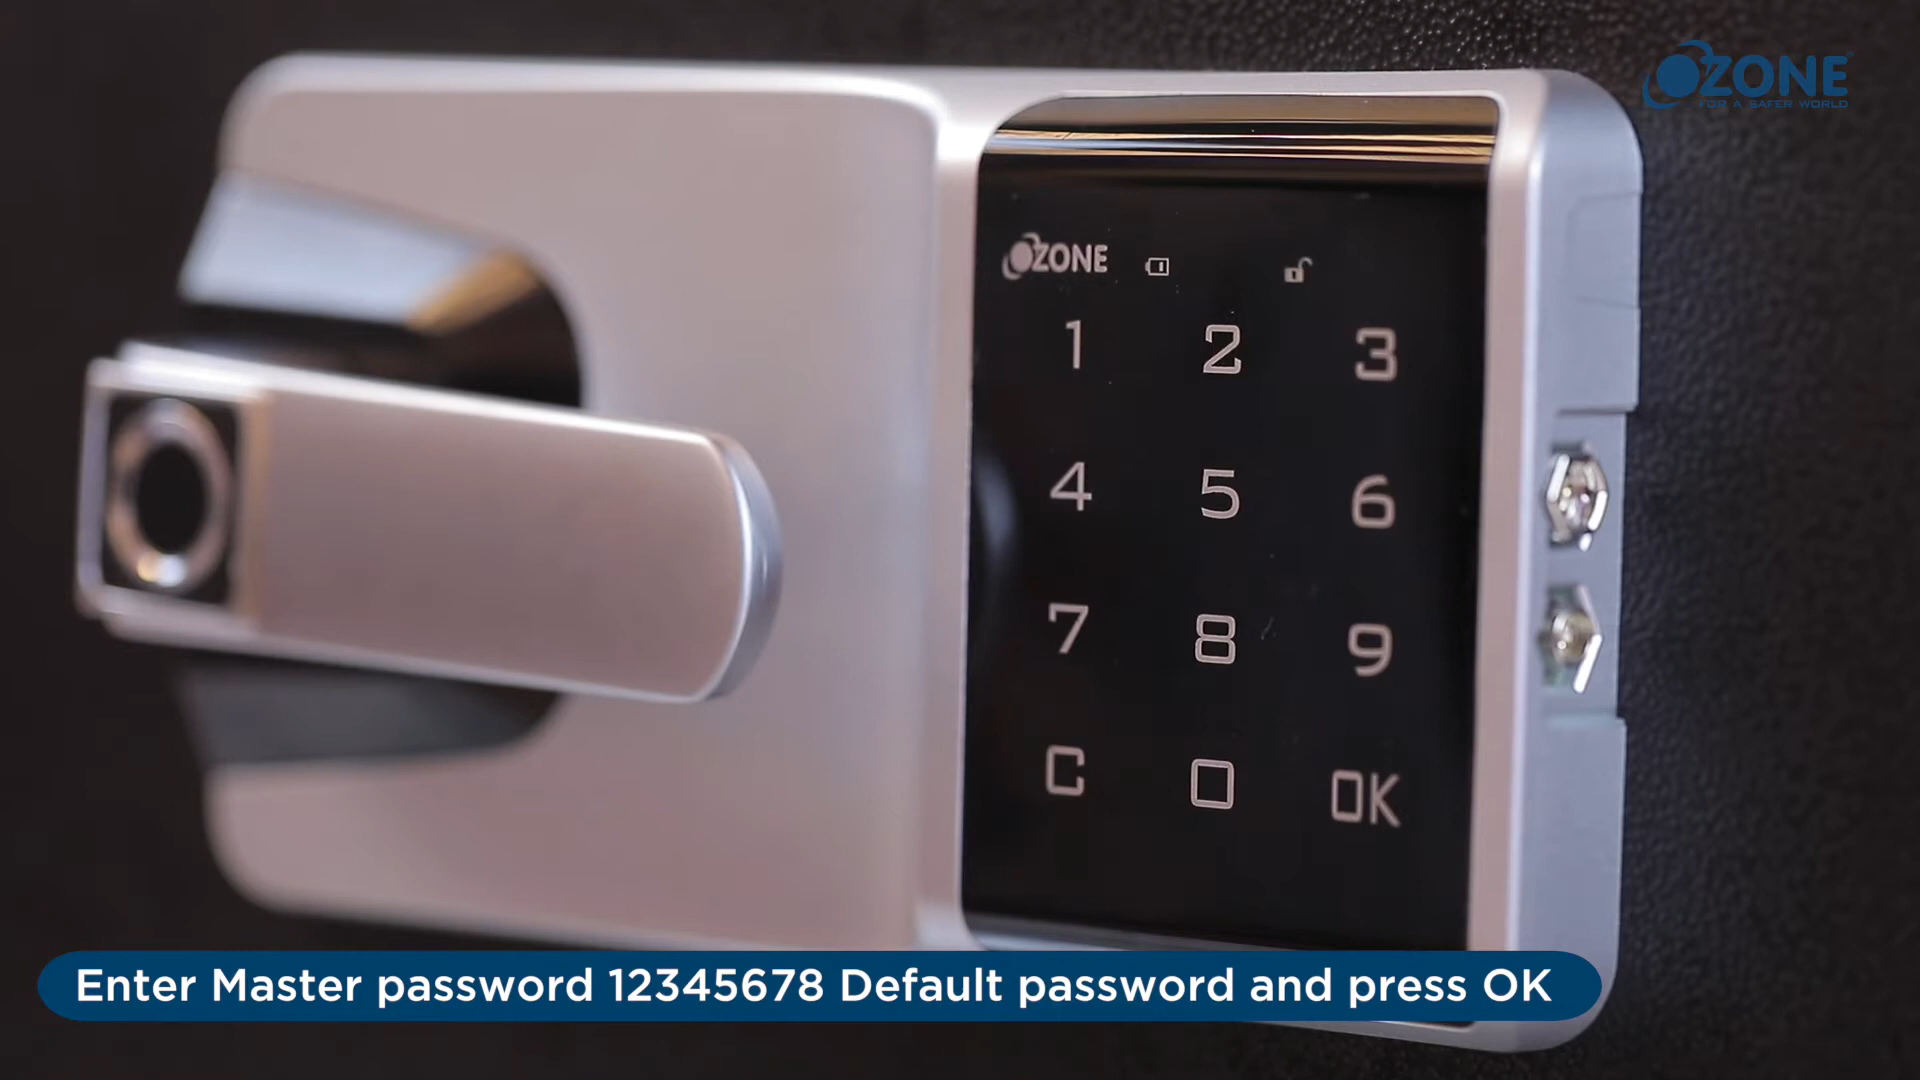 OZONE
FOR A SAFER WORLD
OZONE
1 2 3
4 5 6
7 8 9
C 0 OK
Enter Master password 12345678 Default password and press OK